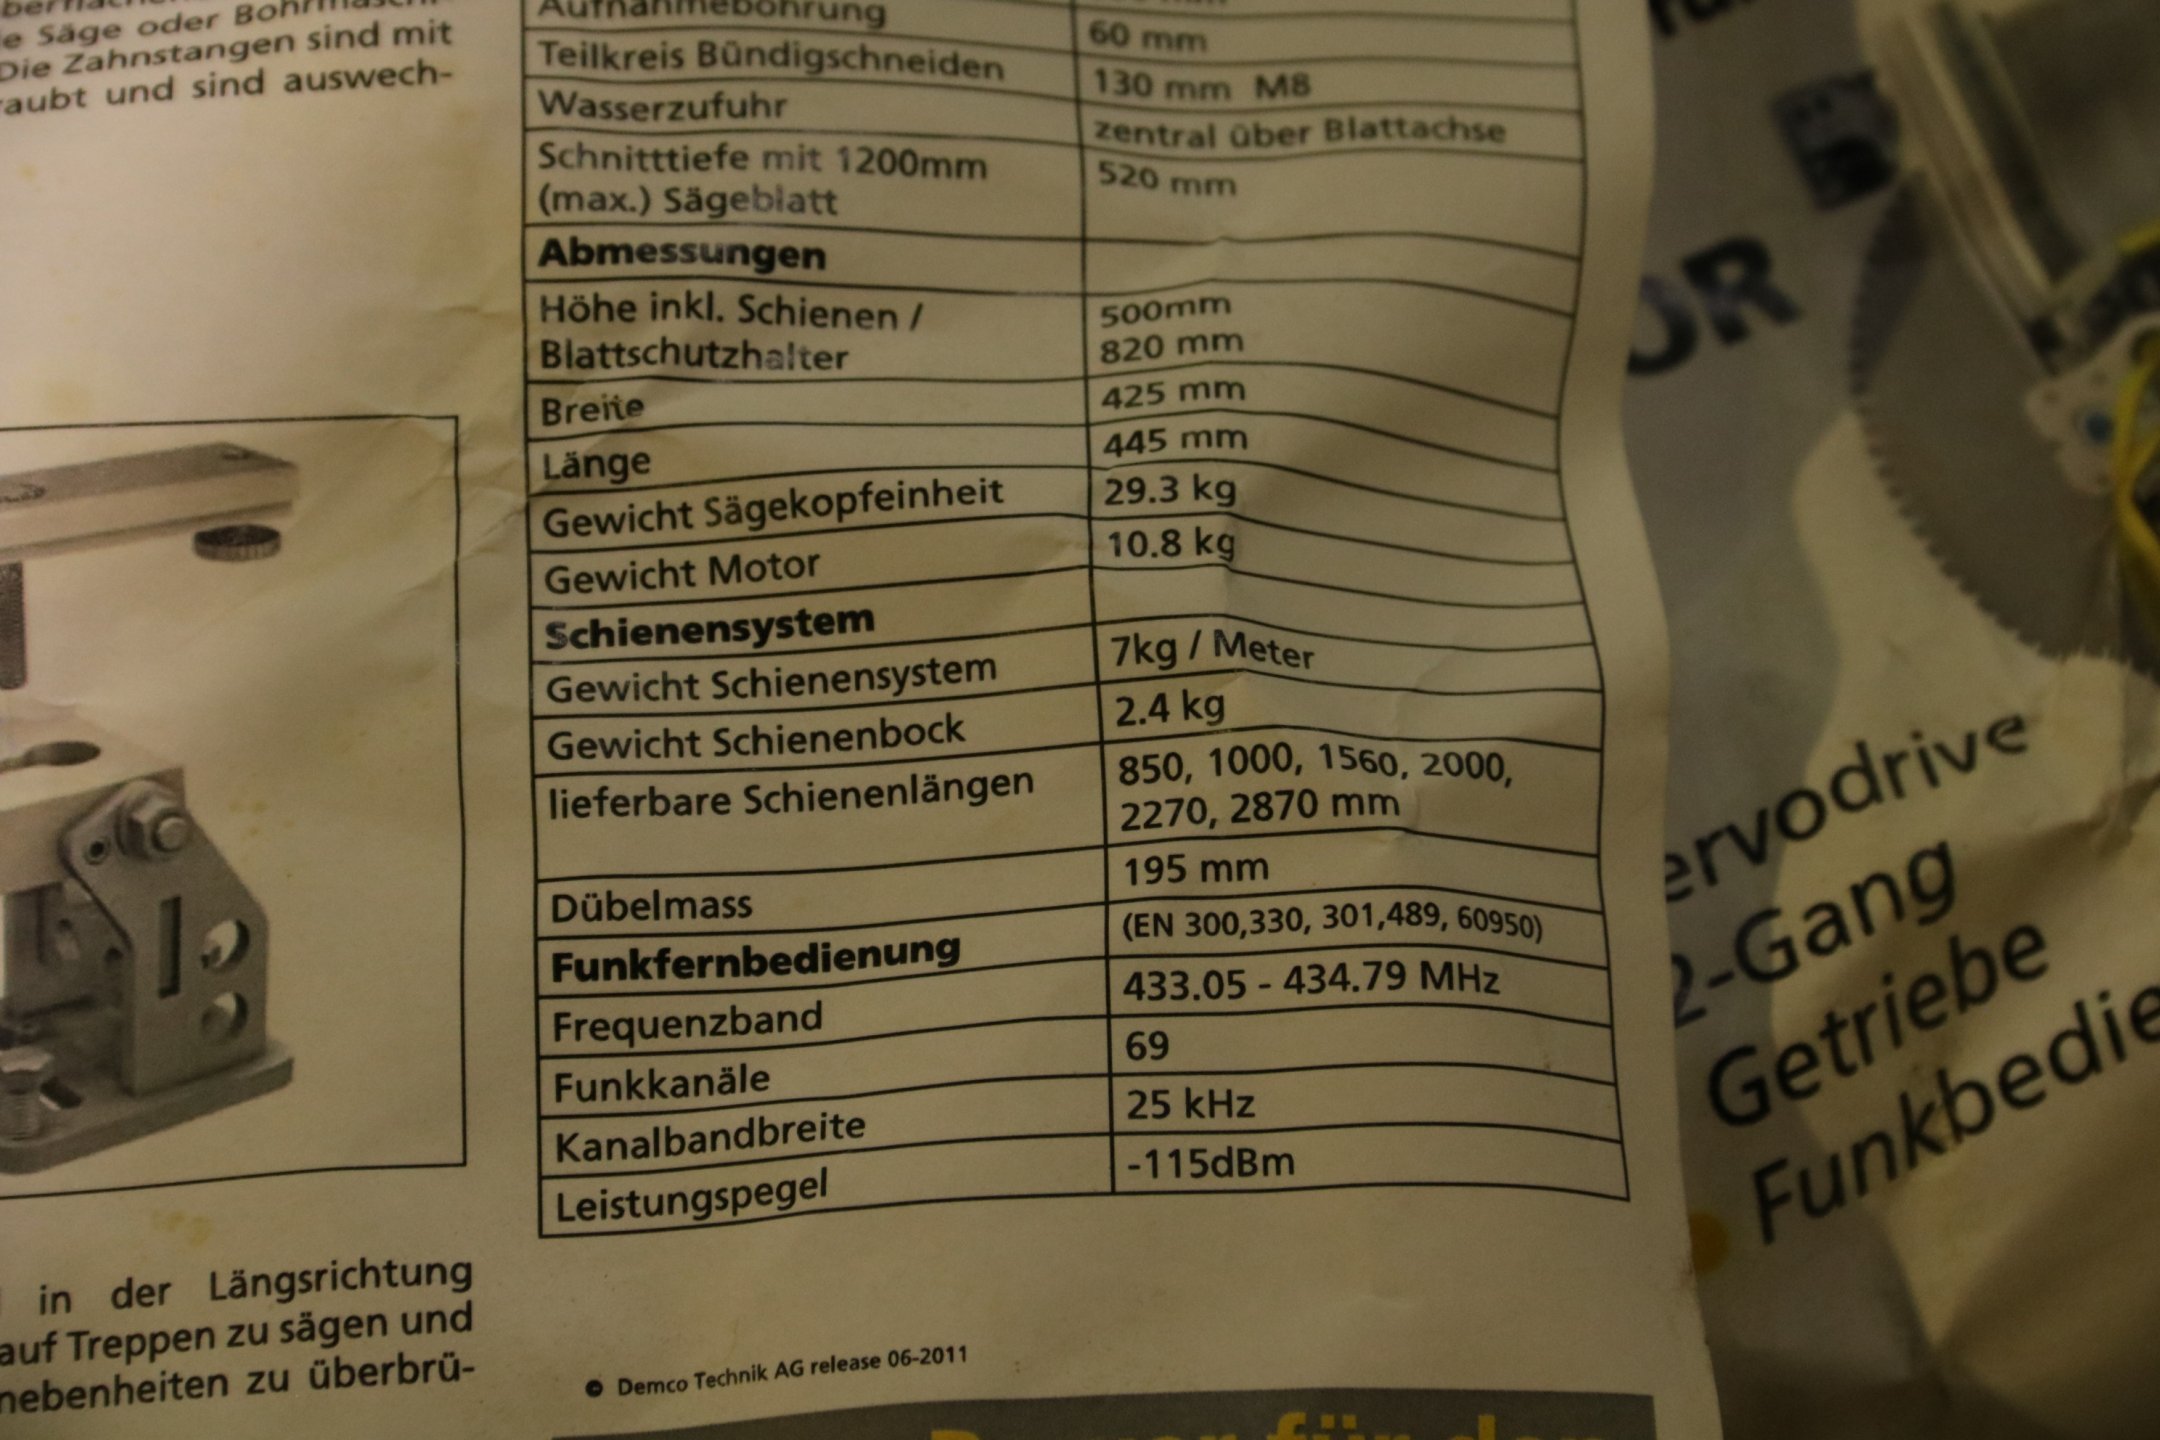 e Säge oder
Die Zahnstangen sind mit
raubt und sind auswech-
in der Längsrichtung
auf Treppen zu sägen und
nebenheiten zu überbrü-
Aufnahmebohrung 60 mm
Teilkreis Bündigschneiden 130 mm M8
Wasserzufuhr zentral über Blattachse
Schnitttiefe mit 1200mm 520 mm
(max.) Sägeblatt
Abmessungen
Höhe inkl. Schienen / 500mm
Blattschutzhalter 820 mm
Breite 425 mm
Länge 445 mm
Gewicht Sägekopfeinheit 29.3 kg
Gewicht Motor 10.8 kg
Schienensystem
Gewicht Schienensystem 7kg / Meter
Gewicht Schienenbock 2.4 kg
lieferbare Schienenlängen 850, 1000, 1560, 2000,
2270, 2870 mm
Dübelmass 195 mm
Funkfernbedienung (EN 300,330, 301,489, 60950)
Frequenzband 433.05 - 434.79 MHz
Funkkanäle 69
Kanalbandbreite 25 kHz
Leistungspegel -115dBm
Demco Technik AG release 06-2011
OR
ervodrive
2-Gang
Getriebe
Funkbedie